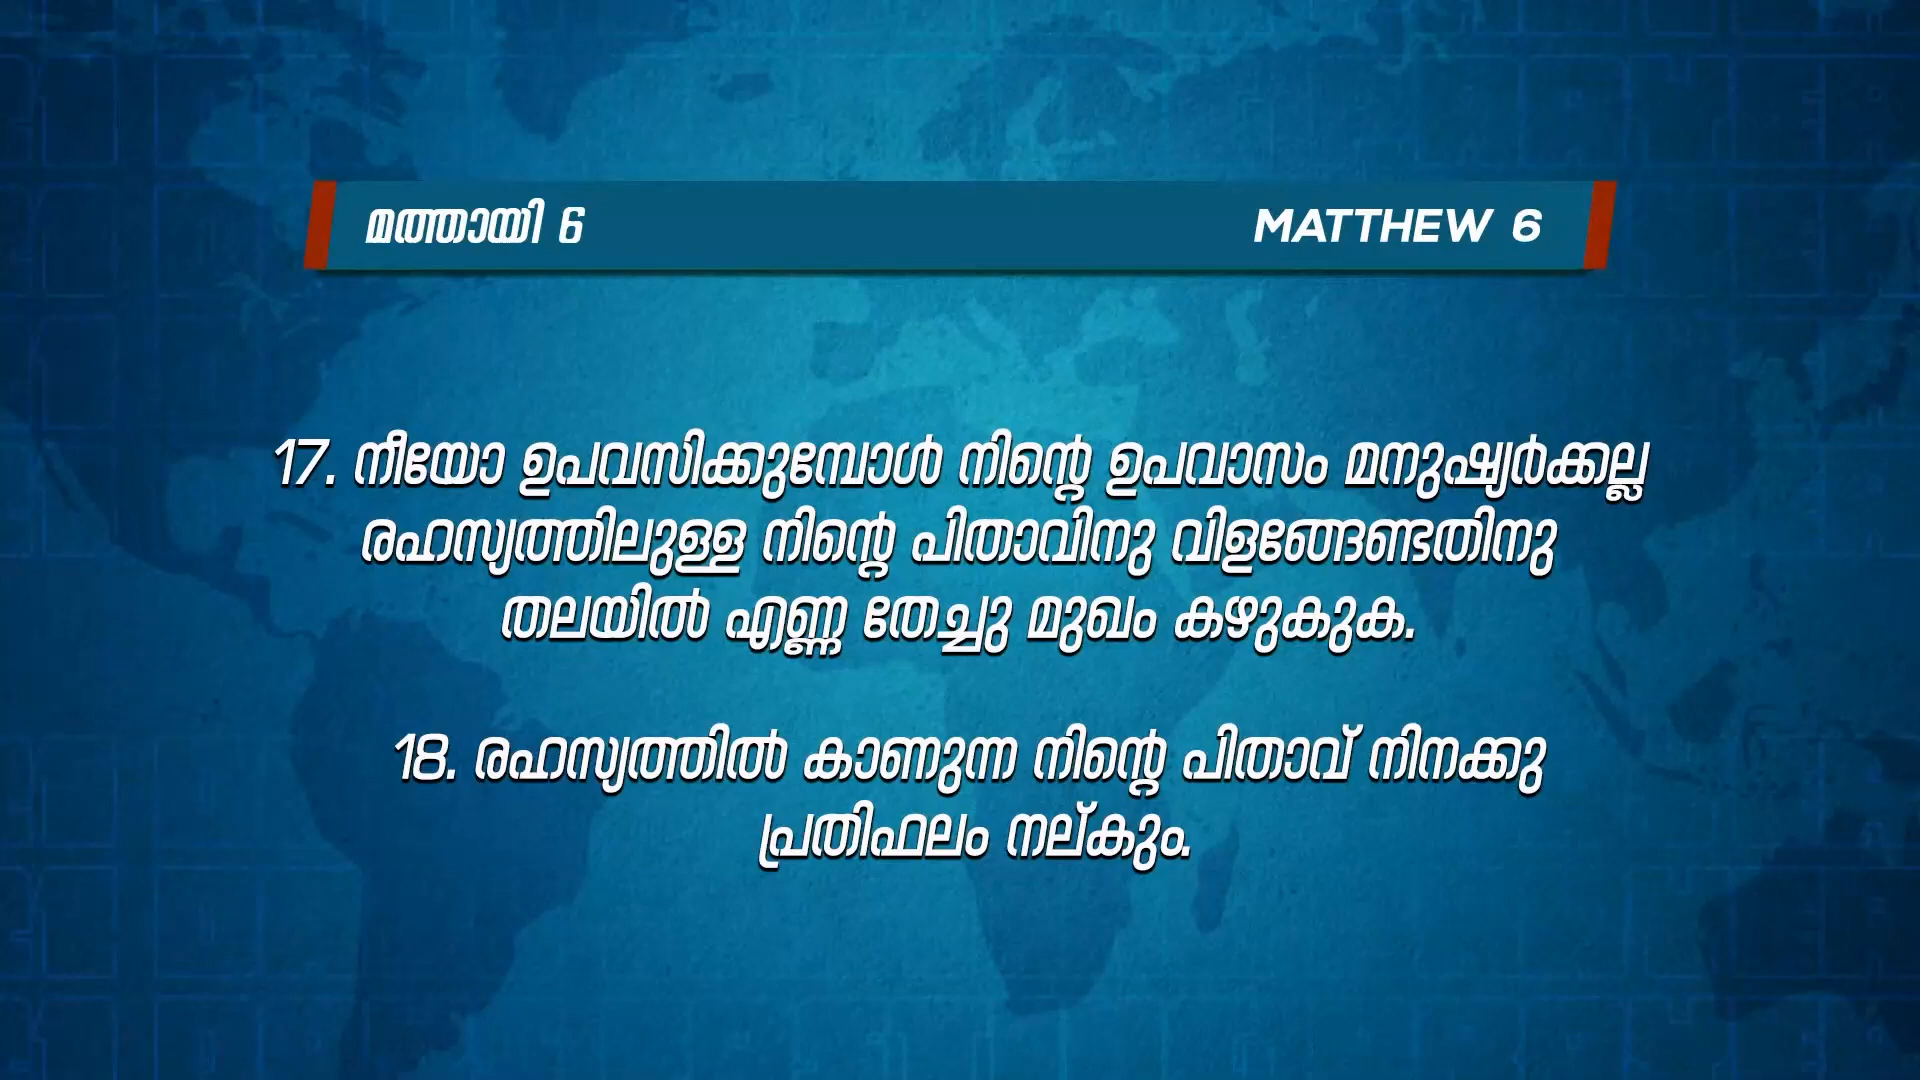 മത്തായി 6
MATTHEW 6
17. നീയോ ഉപവസിക്കുമ്പോൾ നിന്റെ ഉപവാസം മനുഷ്യർക്കല്ല
രഹസ്യത്തിലുള്ള നിന്റെ പിതാവിനു വിളങ്ങേണ്ടതിനു
തലയിൽ എണ്ണ തേച്ചു മുഖം കഴുകുക.
18. രഹസ്യത്തിൽ കാണുന്ന നിന്റെ പിതാവ് നിനക്കു
പ്രതിഫലം നല്കും.